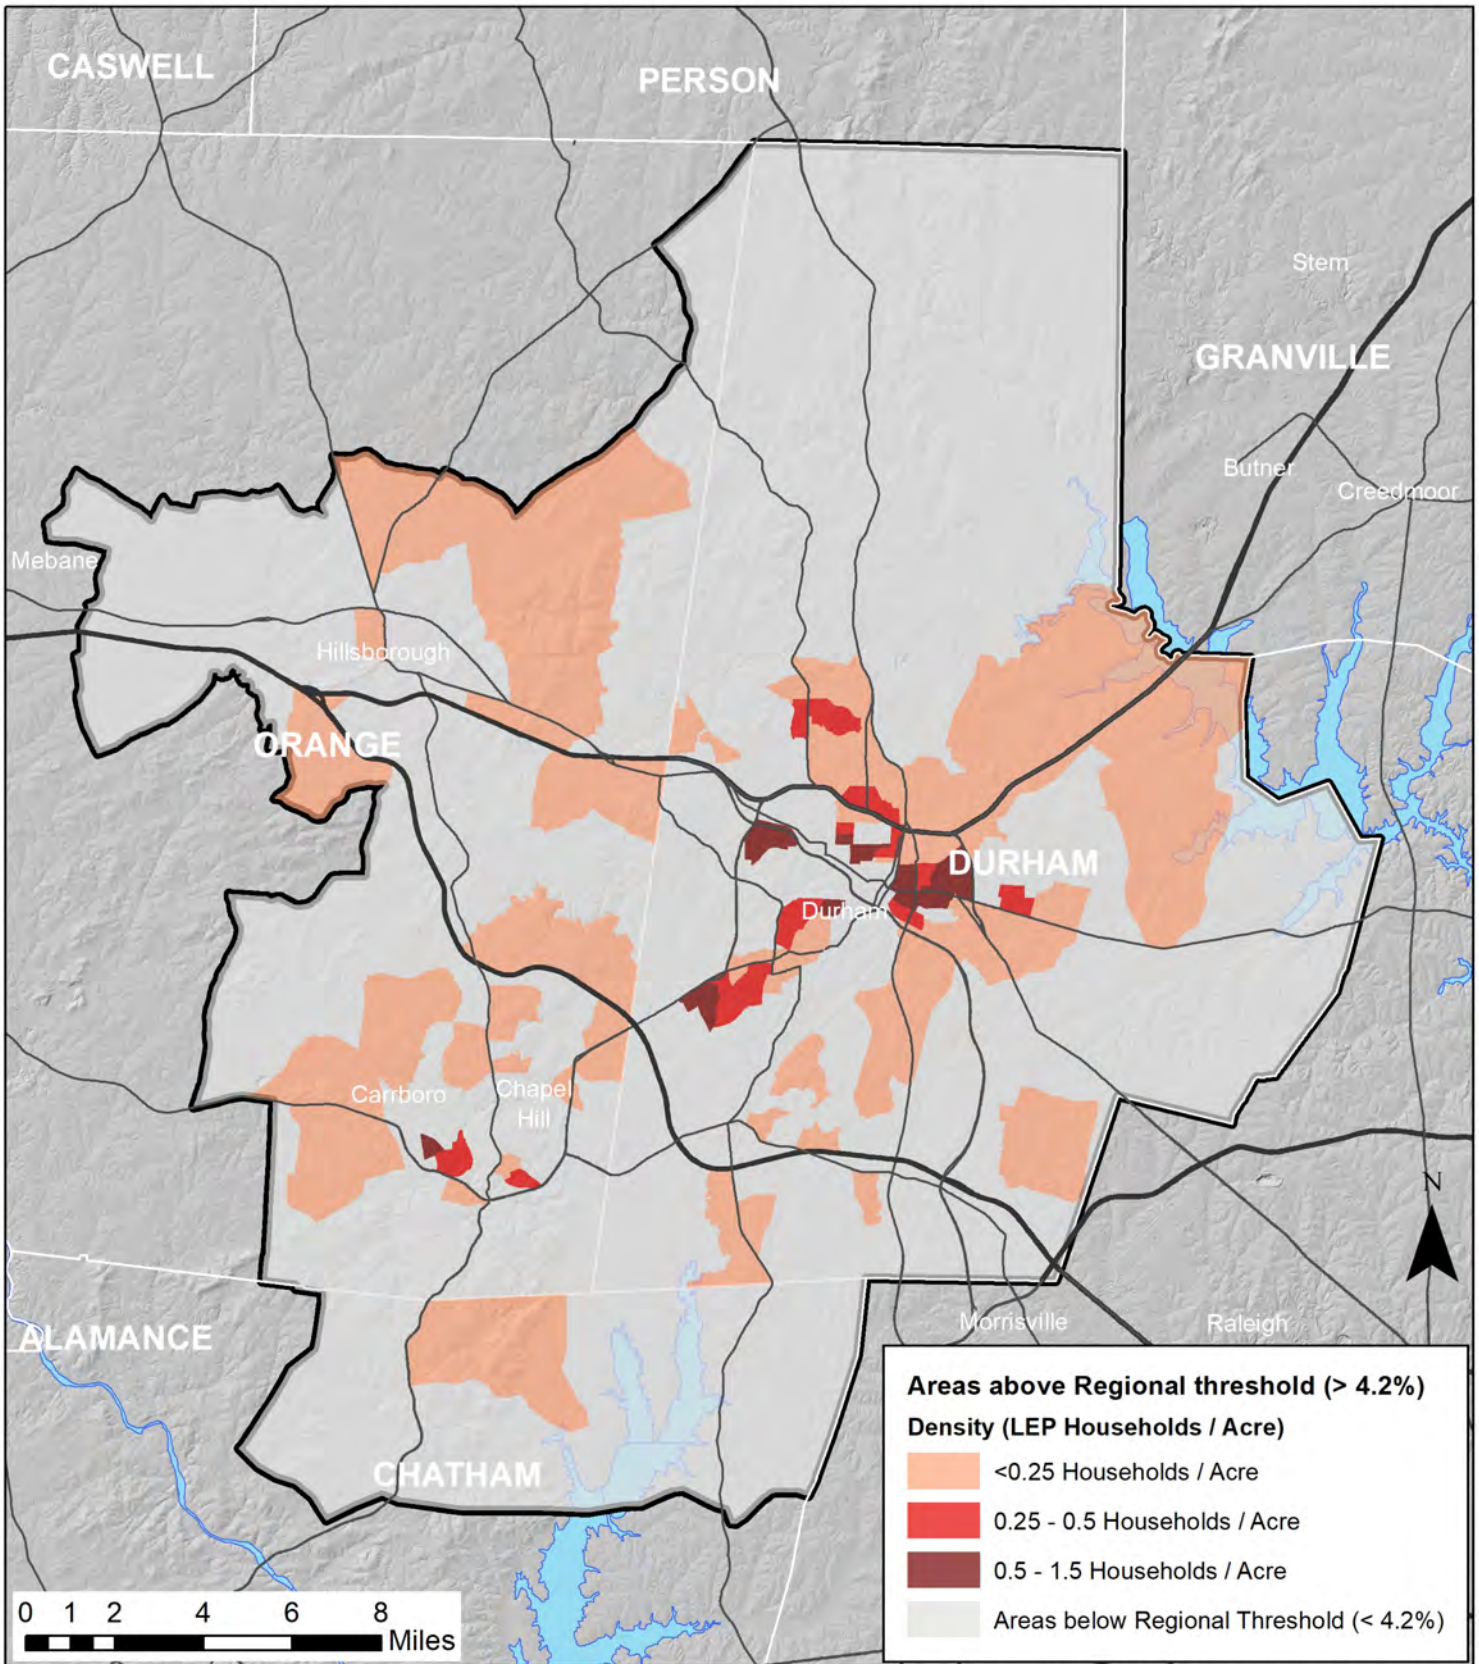 CASWELL
PERSON
Stem
GRANVILLE
Butner
Creedmoor
Mebane
Hillsborough
ORANGE
DURHAM
Durham
Carrboro
Chapel
Hill
N
ALAMANCE
Morrisville
Raleigh
CHATHAM
Areas above Regional threshold (> 4.2%)
Density (LEP Households / Acre)
<0.25 Households / Acre
0.25 - 0.5 Households / Acre
0.5 - 1.5 Households / Acre
Areas below Regional Threshold (< 4.2%)
0 1 2 4 6 8
Miles